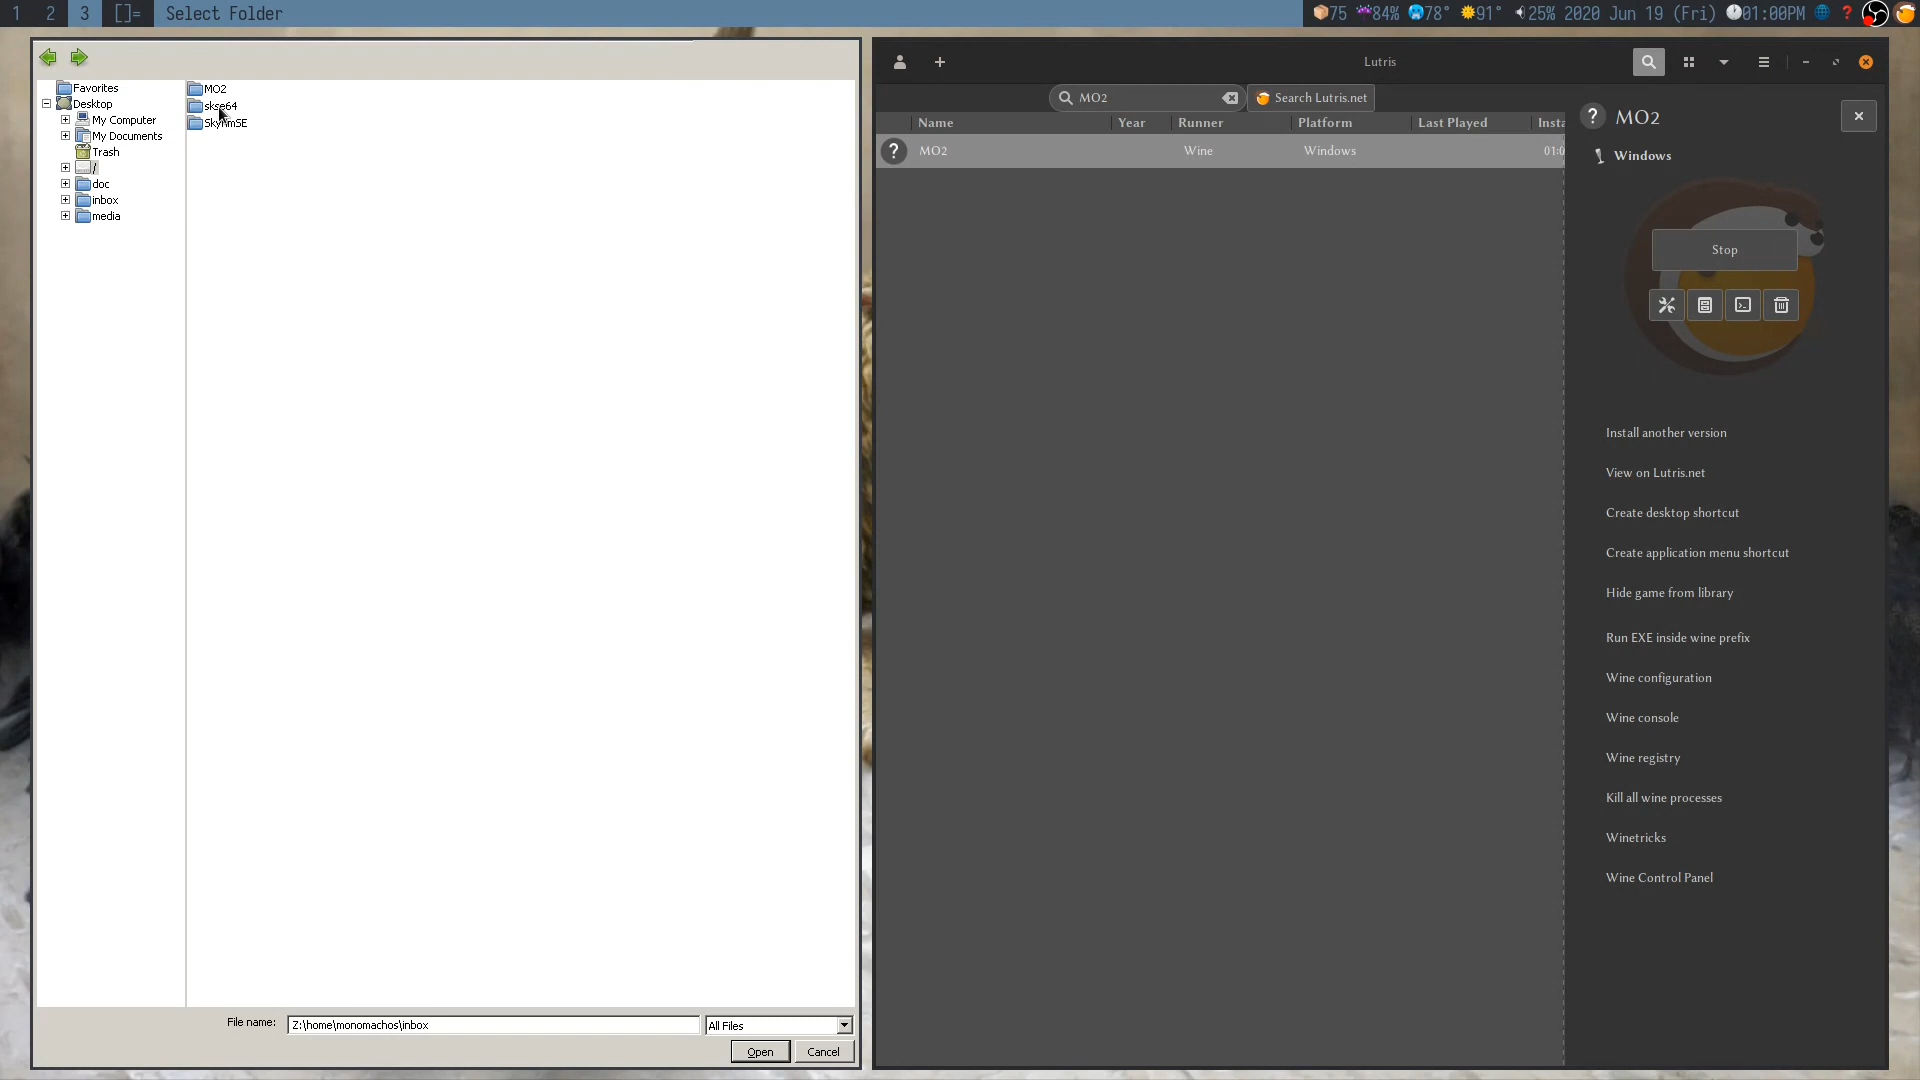 1 2 3 []= Select Folder
75 84% 78° 91° 25% 2020 Jun 19 (Fri) 01:00PM ?
Favorites
Desktop
My Computer
My Documents
Trash
/
doc
inbox
media
MO2
skse64
SkyrimSE
File name: Z:\home\monomachos\inbox All Files
Open Cancel
Lutris
MO2 Search Lutris.net
Name Year Runner Platform Last Played Insta
? MO2 Wine Windows 01:0
? MO2
Windows
Stop
Install another version
View on Lutris.net
Create desktop shortcut
Create application menu shortcut
Hide game from library
Run EXE inside wine prefix
Wine configuration
Wine console
Wine registry
Kill all wine processes
Winetricks
Wine Control Panel